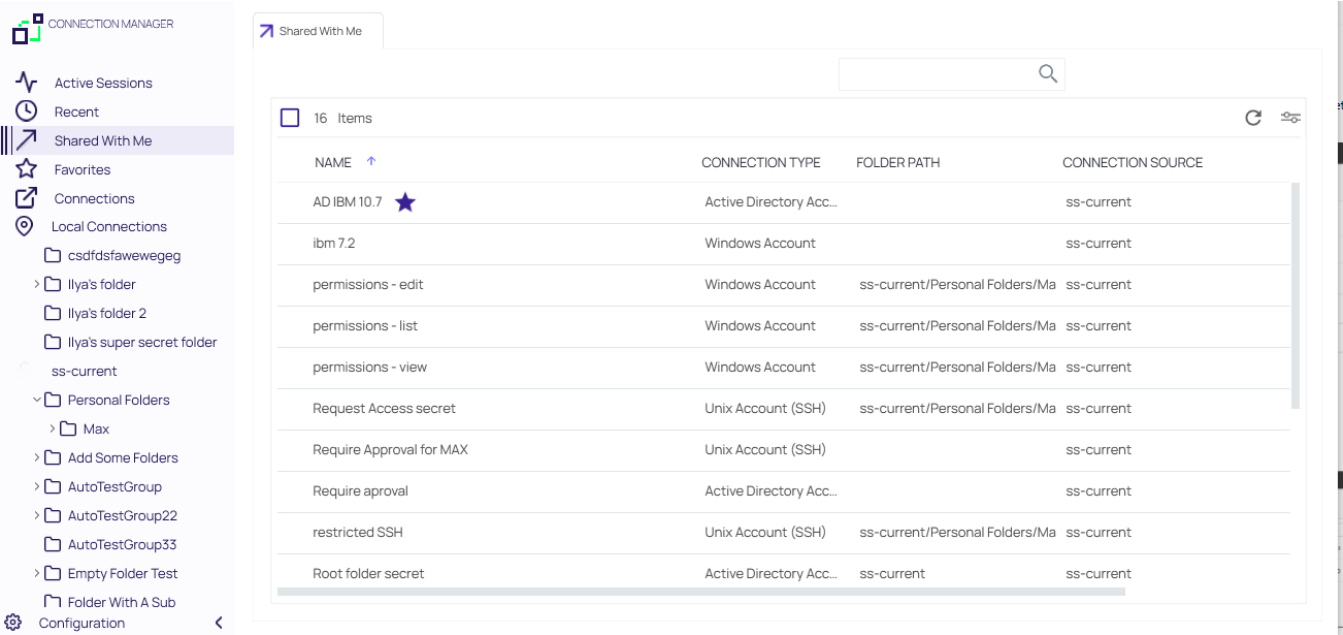 CONNECTION MANAGER
Active Sessions
Recent
Shared With Me
Favorites
Connections
Local Connections
csdfdsfawewegeg
Ilya's folder
Ilya's folder 2
Ilya's super secret folder
ss-current
Personal Folders
Max
Add Some Folders
AutoTestGroup
AutoTestGroup22
AutoTestGroup33
Empty Folder Test
Folder With A Sub
Configuration
Shared With Me
16 Items
NAME CONNECTION TYPE FOLDER PATH CONNECTION SOURCE
AD IBM 10.7 Active Directory Acc... ss-current
ibm 7.2 Windows Account ss-current
permissions - edit Windows Account ss-current/Personal Folders/Ma ss-current
permissions - list Windows Account ss-current/Personal Folders/Ma ss-current
permissions - view Windows Account ss-current/Personal Folders/Ma ss-current
Request Access secret Unix Account (SSH) ss-current/Personal Folders/Ma ss-current
Require Approval for MAX Unix Account (SSH) ss-current
Require aproval Active Directory Acc... ss-current
restricted SSH Unix Account (SSH) ss-current/Personal Folders/Ma ss-current
Root folder secret Active Directory Acc... ss-current ss-current